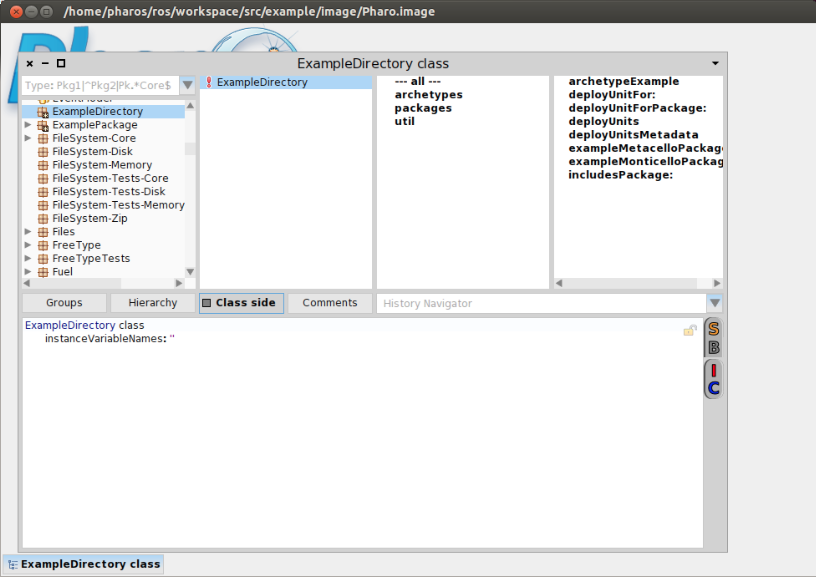 /home/pharos/ros/workspace/src/example/image/Pharo.image
ExampleDirectory class
Type: Pkg1|^Pkg2|Pk.*Core$
ExampleDirectory
ExamplePackage
FileSystem-Core
FileSystem-Disk
FileSystem-Memory
FileSystem-Tests-Core
FileSystem-Tests-Disk
FileSystem-Tests-Memory
FileSystem-Zip
Files
FreeType
FreeTypeTests
Fuel
ExampleDirectory
--- all ---
archetypes
packages
util
archetypeExample
deployUnitFor:
deployUnitForPackage:
deployUnits
deployUnitsMetadata
exampleMetacelloPackage
exampleMonticelloPackag
includesPackage:
Groups
Hierarchy
Class side
Comments
History Navigator
ExampleDirectory class
instanceVariableNames: ''
S
B
I
C
ExampleDirectory class